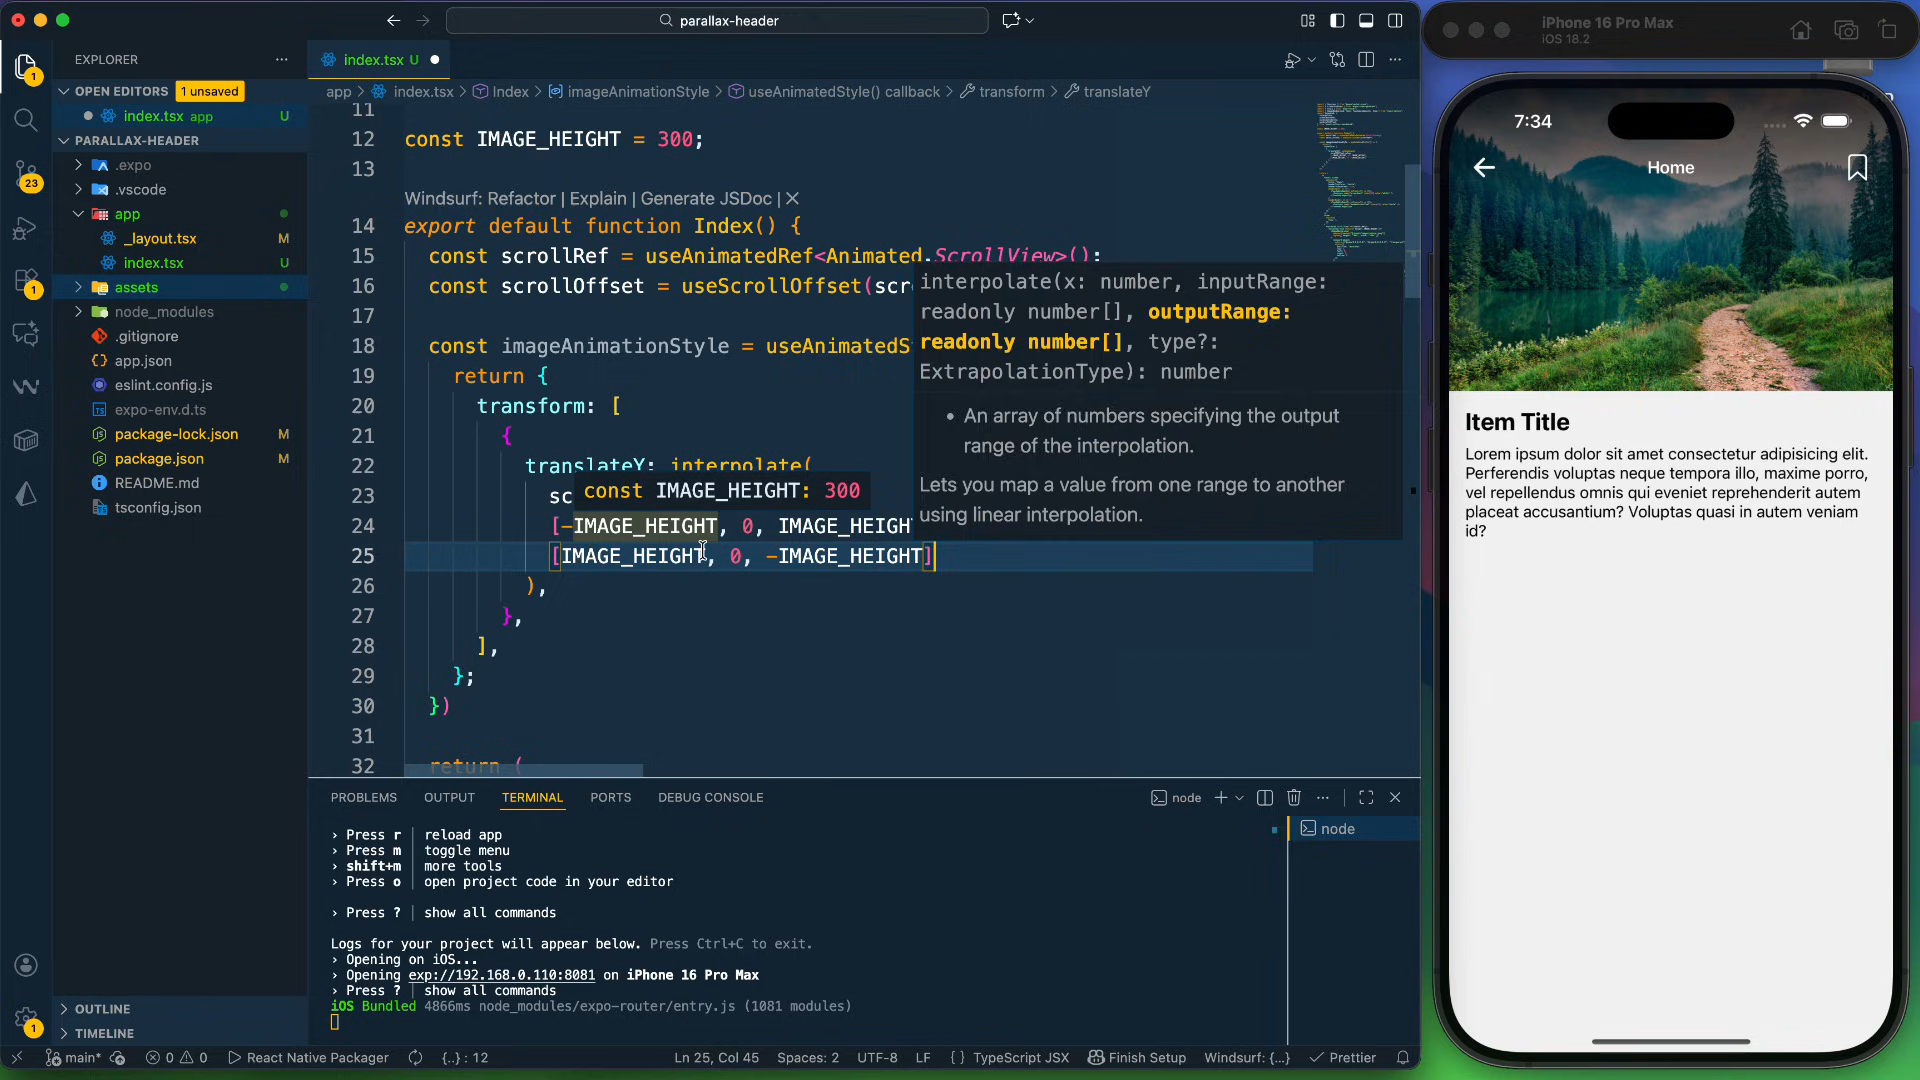 parallax-header
EXPLORER
OPEN EDITORS
1 unsaved
index.tsx app
U
PARALLAX-HEADER
.expo
.vscode
app
_layout.tsx
M
index.tsx
U
assets
node_modules
.gitignore
app.json
eslint.config.js
expo-env.d.ts
package-lock.json
M
package.json
M
README.md
tsconfig.json
OUTLINE
TIMELINE
1
23
1
1
index.tsx U
app > index.tsx > Index > imageAnimationStyle > useAnimatedStyle() callback > transform > translateY
11
12 const IMAGE_HEIGHT = 300;
13
Windsurf: Refactor | Explain | Generate JSDoc |
14 export default function Index() {
15 const scrollRef = useAnimatedRef<Animated.ScrollView>();
16 const scrollOffset = useScrollOffset(scr
17
18 const imageAnimationStyle = useAnimatedS
19 return {
20 transform: [
21 {
22 translateY: interpolate(
23 sc
24 [-IMAGE_HEIGHT, 0, IMAGE_HEIGHT
25 [IMAGE_HEIGHT, 0, -IMAGE_HEIGHT]
26 ),
27 },
28 ],
29 };
30 })
31
32 return (
const IMAGE_HEIGHT: 300
interpolate(x: number, inputRange:
readonly number[], outputRange:
readonly number[], type?:
ExtrapolationType): number
• An array of numbers specifying the output
range of the interpolation.
Lets you map a value from one range to another
using linear interpolation.
PROBLEMS OUTPUT TERMINAL PORTS DEBUG CONSOLE
node
node
› Press r | reload app
› Press m | toggle menu
› shift+m | more tools
› Press o | open project code in your editor
› Press ? | show all commands
Logs for your project will appear below. Press Ctrl+C to exit.
› Opening on iOS...
› Opening exp://192.168.0.110:8081 on iPhone 16 Pro Max
› Press ? | show all commands
iOS Bundled 4866ms node_modules/expo-router/entry.js (1081 modules)
main* 0 0 React Native Packager {..} : 12 Ln 25, Col 45 Spaces: 2 UTF-8 LF { } TypeScript JSX Finish Setup Windsurf: {...} Prettier
iPhone 16 Pro Max
iOS 18.2
7:34
Home
Item Title
Lorem ipsum dolor sit amet consectetur adipisicing elit.
Perferendis voluptas neque tempora illo, maxime porro,
vel repellendus omnis qui eveniet reprehenderit autem
placeat accusantium? Voluptas quasi in autem veniam
id?